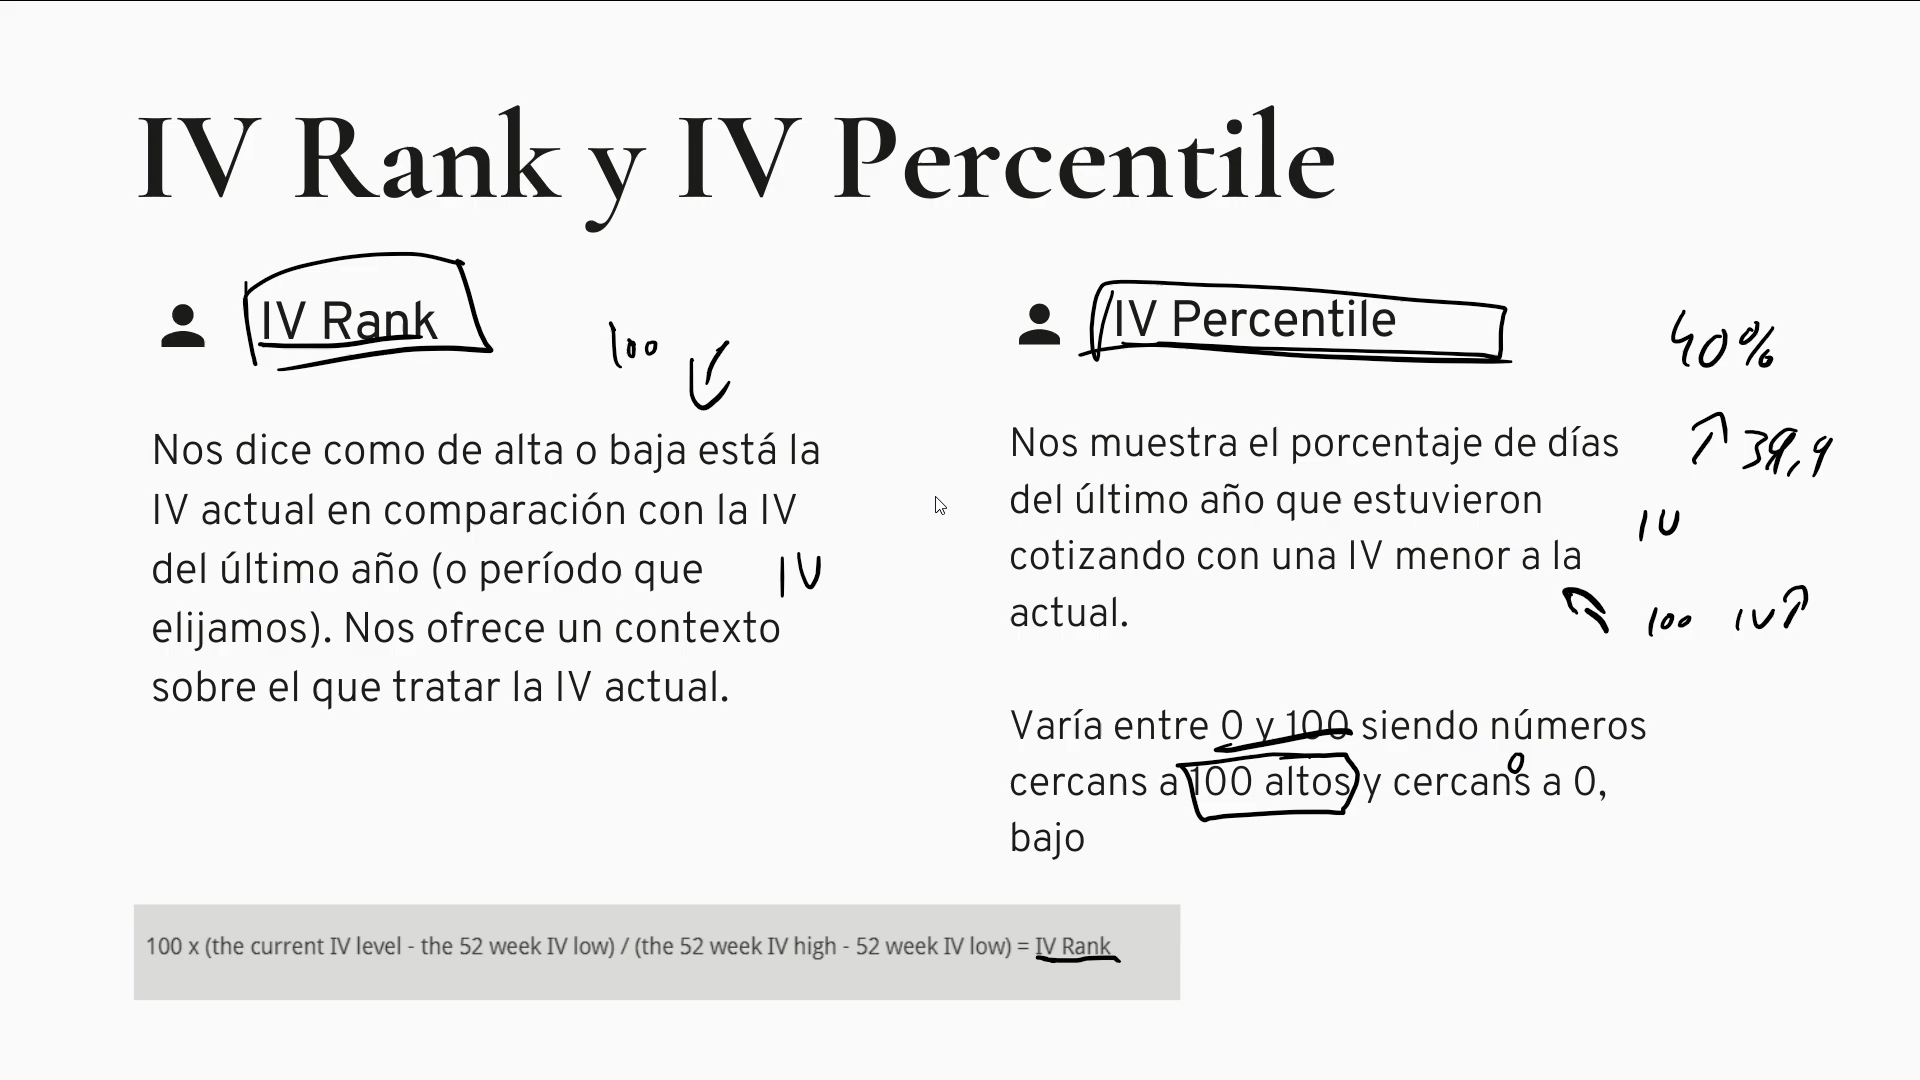 IV Rank y IV Percentile
IV Rank
100
Nos dice como de alta o baja está la
IV actual en comparación con la IV
del último año (o período que
IV
elijamos). Nos ofrece un contexto
sobre el que tratar la IV actual.
IV Percentile
40%
Nos muestra el porcentaje de días
39,9
del último año que estuvieron
IV
cotizando con una IV menor a la
actual.
100 IV
Varía entre 0 y 100 siendo números
cercans a 100 altos y cercans a 0,
o
bajo
100 x (the current IV level - the 52 week IV low) / (the 52 week IV high - 52 week IV low) = IV Rank